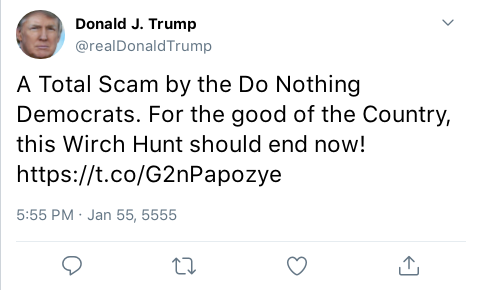 Donald J. Trump
@realDonaldTrump
A Total Scam by the Do Nothing
Democrats. For the good of the Country,
this Wirch Hunt should end now!
https://t.co/G2nPapozye
5:55 PM · Jan 55, 5555